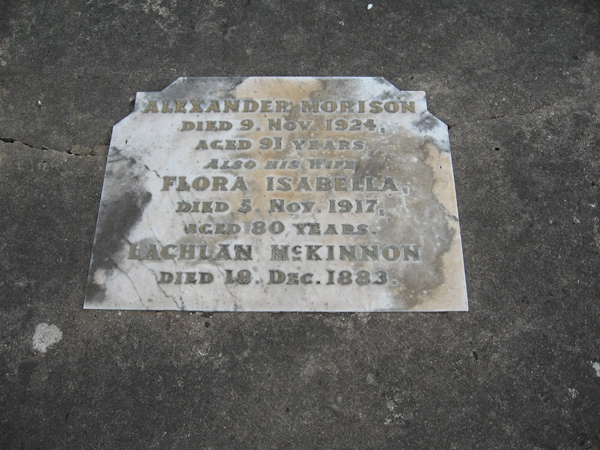 ALEXANDER MORISON
DIED 9. NOV. 1924,
AGED 91 YEARS.
ALSO HIS WIFE
FLORA ISABELLA,
DIED 5. NOV. 1917,
AGED 80 YEARS.
LACHLAN McKINNON
DIED 18. DEC. 1883.